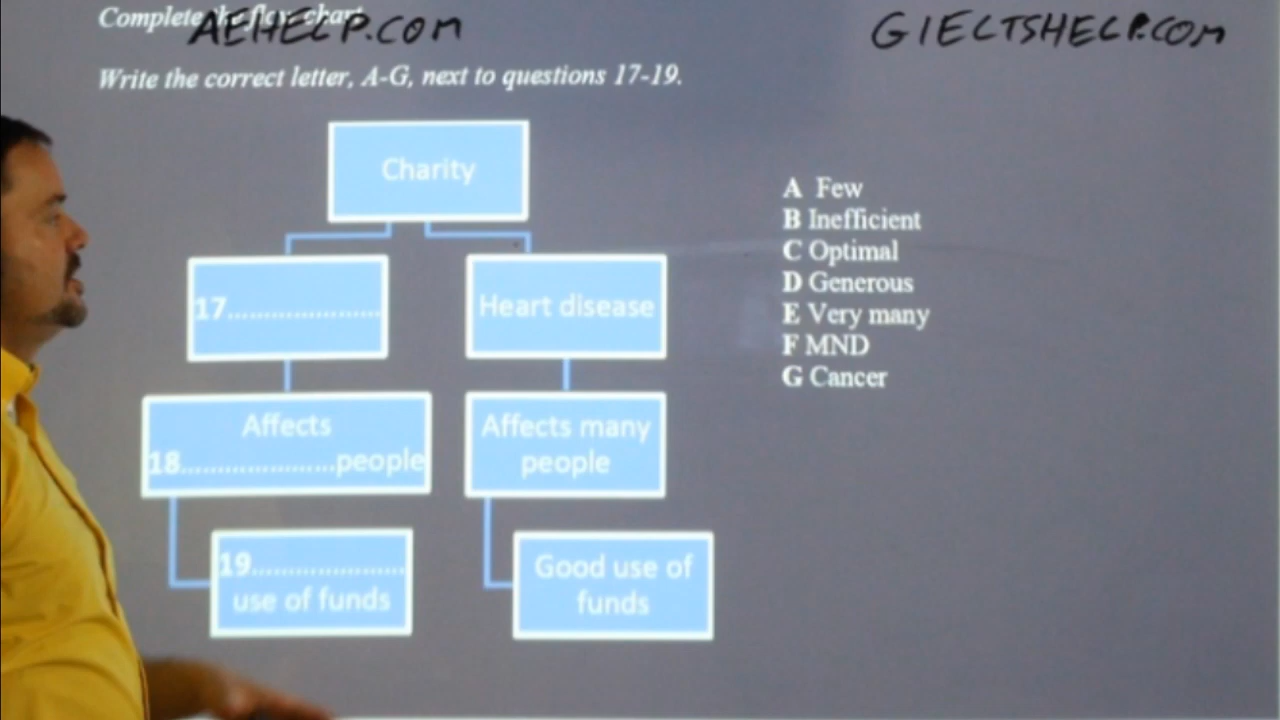 Complete the flow chart
AEHELP.COM
GIELTSHELP.COM
Write the correct letter, A-G, next to questions 17-19.
Charity
17.....................
Heart disease
Affects
18.....................people
Affects many
people
19.....................
use of funds
Good use of
funds
A Few
B Inefficient
C Optimal
D Generous
E Very many
F MND
G Cancer